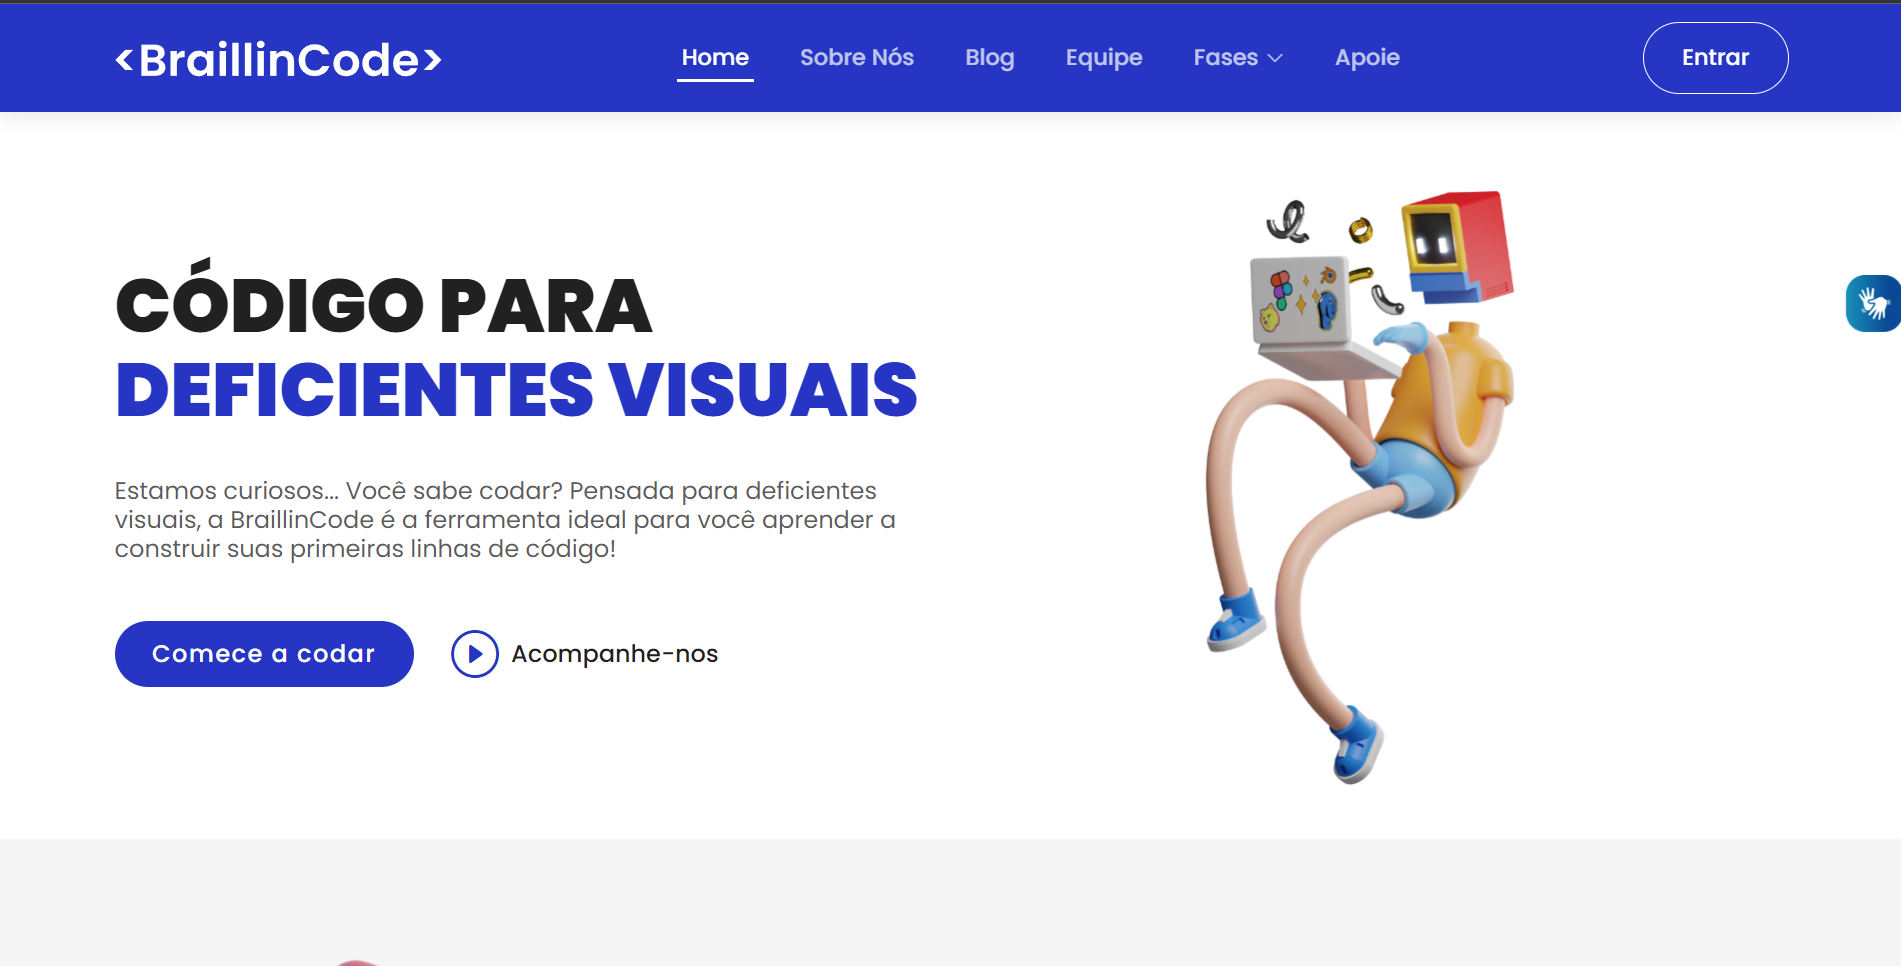 <BraillinCode>
Home Sobre Nós Blog Equipe Fases Apoie Entrar
CÓDIGO PARA
DEFICIENTES VISUAIS
Estamos curiosos... Você sabe codar? Pensada para deficientes
visuais, a BraillinCode é a ferramenta ideal para você aprender a
construir suas primeiras linhas de código!
Comece a codar Acompanhe-nos